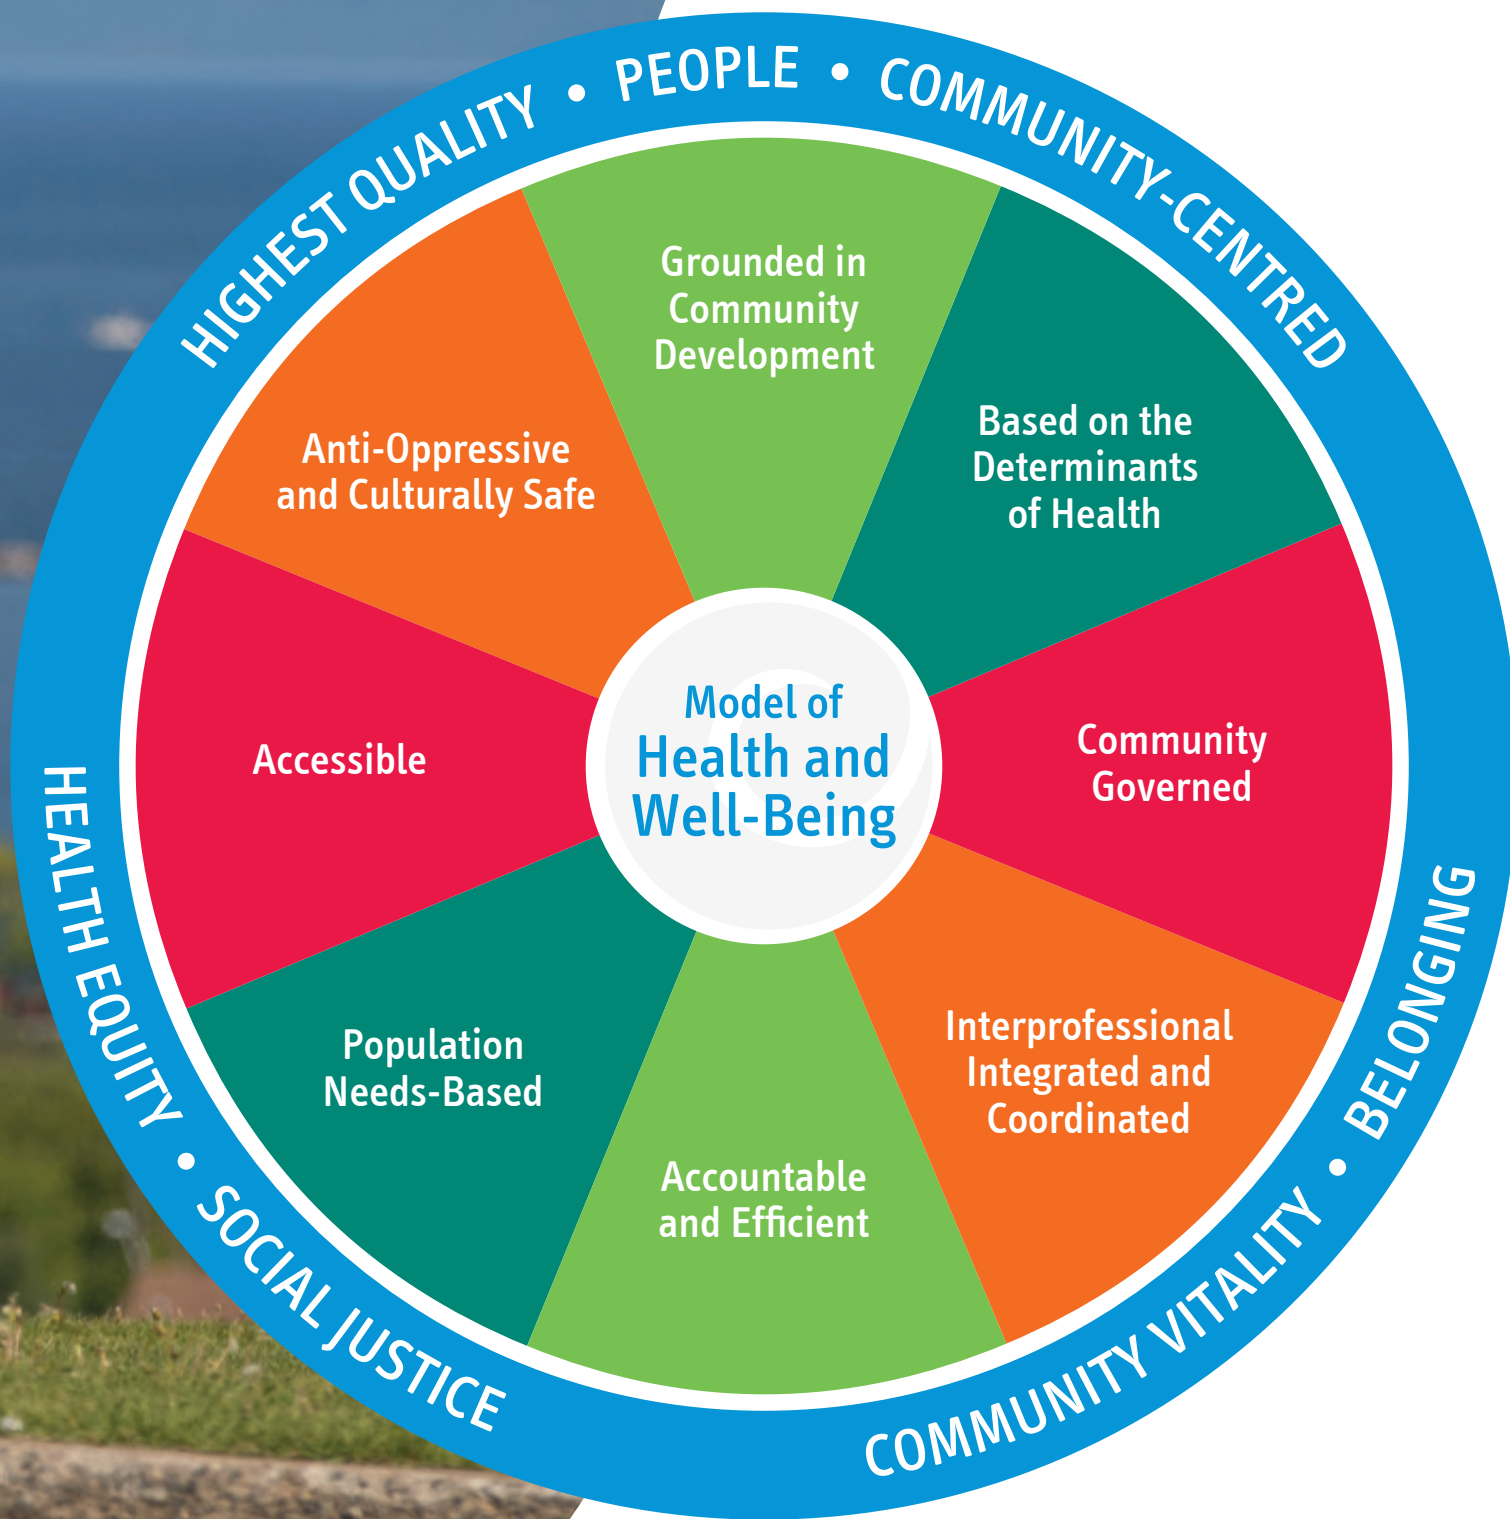 HIGHEST QUALITY • PEOPLE • COMMUNITY-CENTRED
Grounded in
Community
Development
Based on the
Determinants
of Health
Community
Governed
Interprofessional
Integrated and
Coordinated
Accountable
and Efficient
Population
Needs-Based
Accessible
Anti-Oppressive
and Culturally Safe
Model of
Health and
Well-Being
HEALTH EQUITY • SOCIAL JUSTICE
COMMUNITY VITALITY • BELONGING